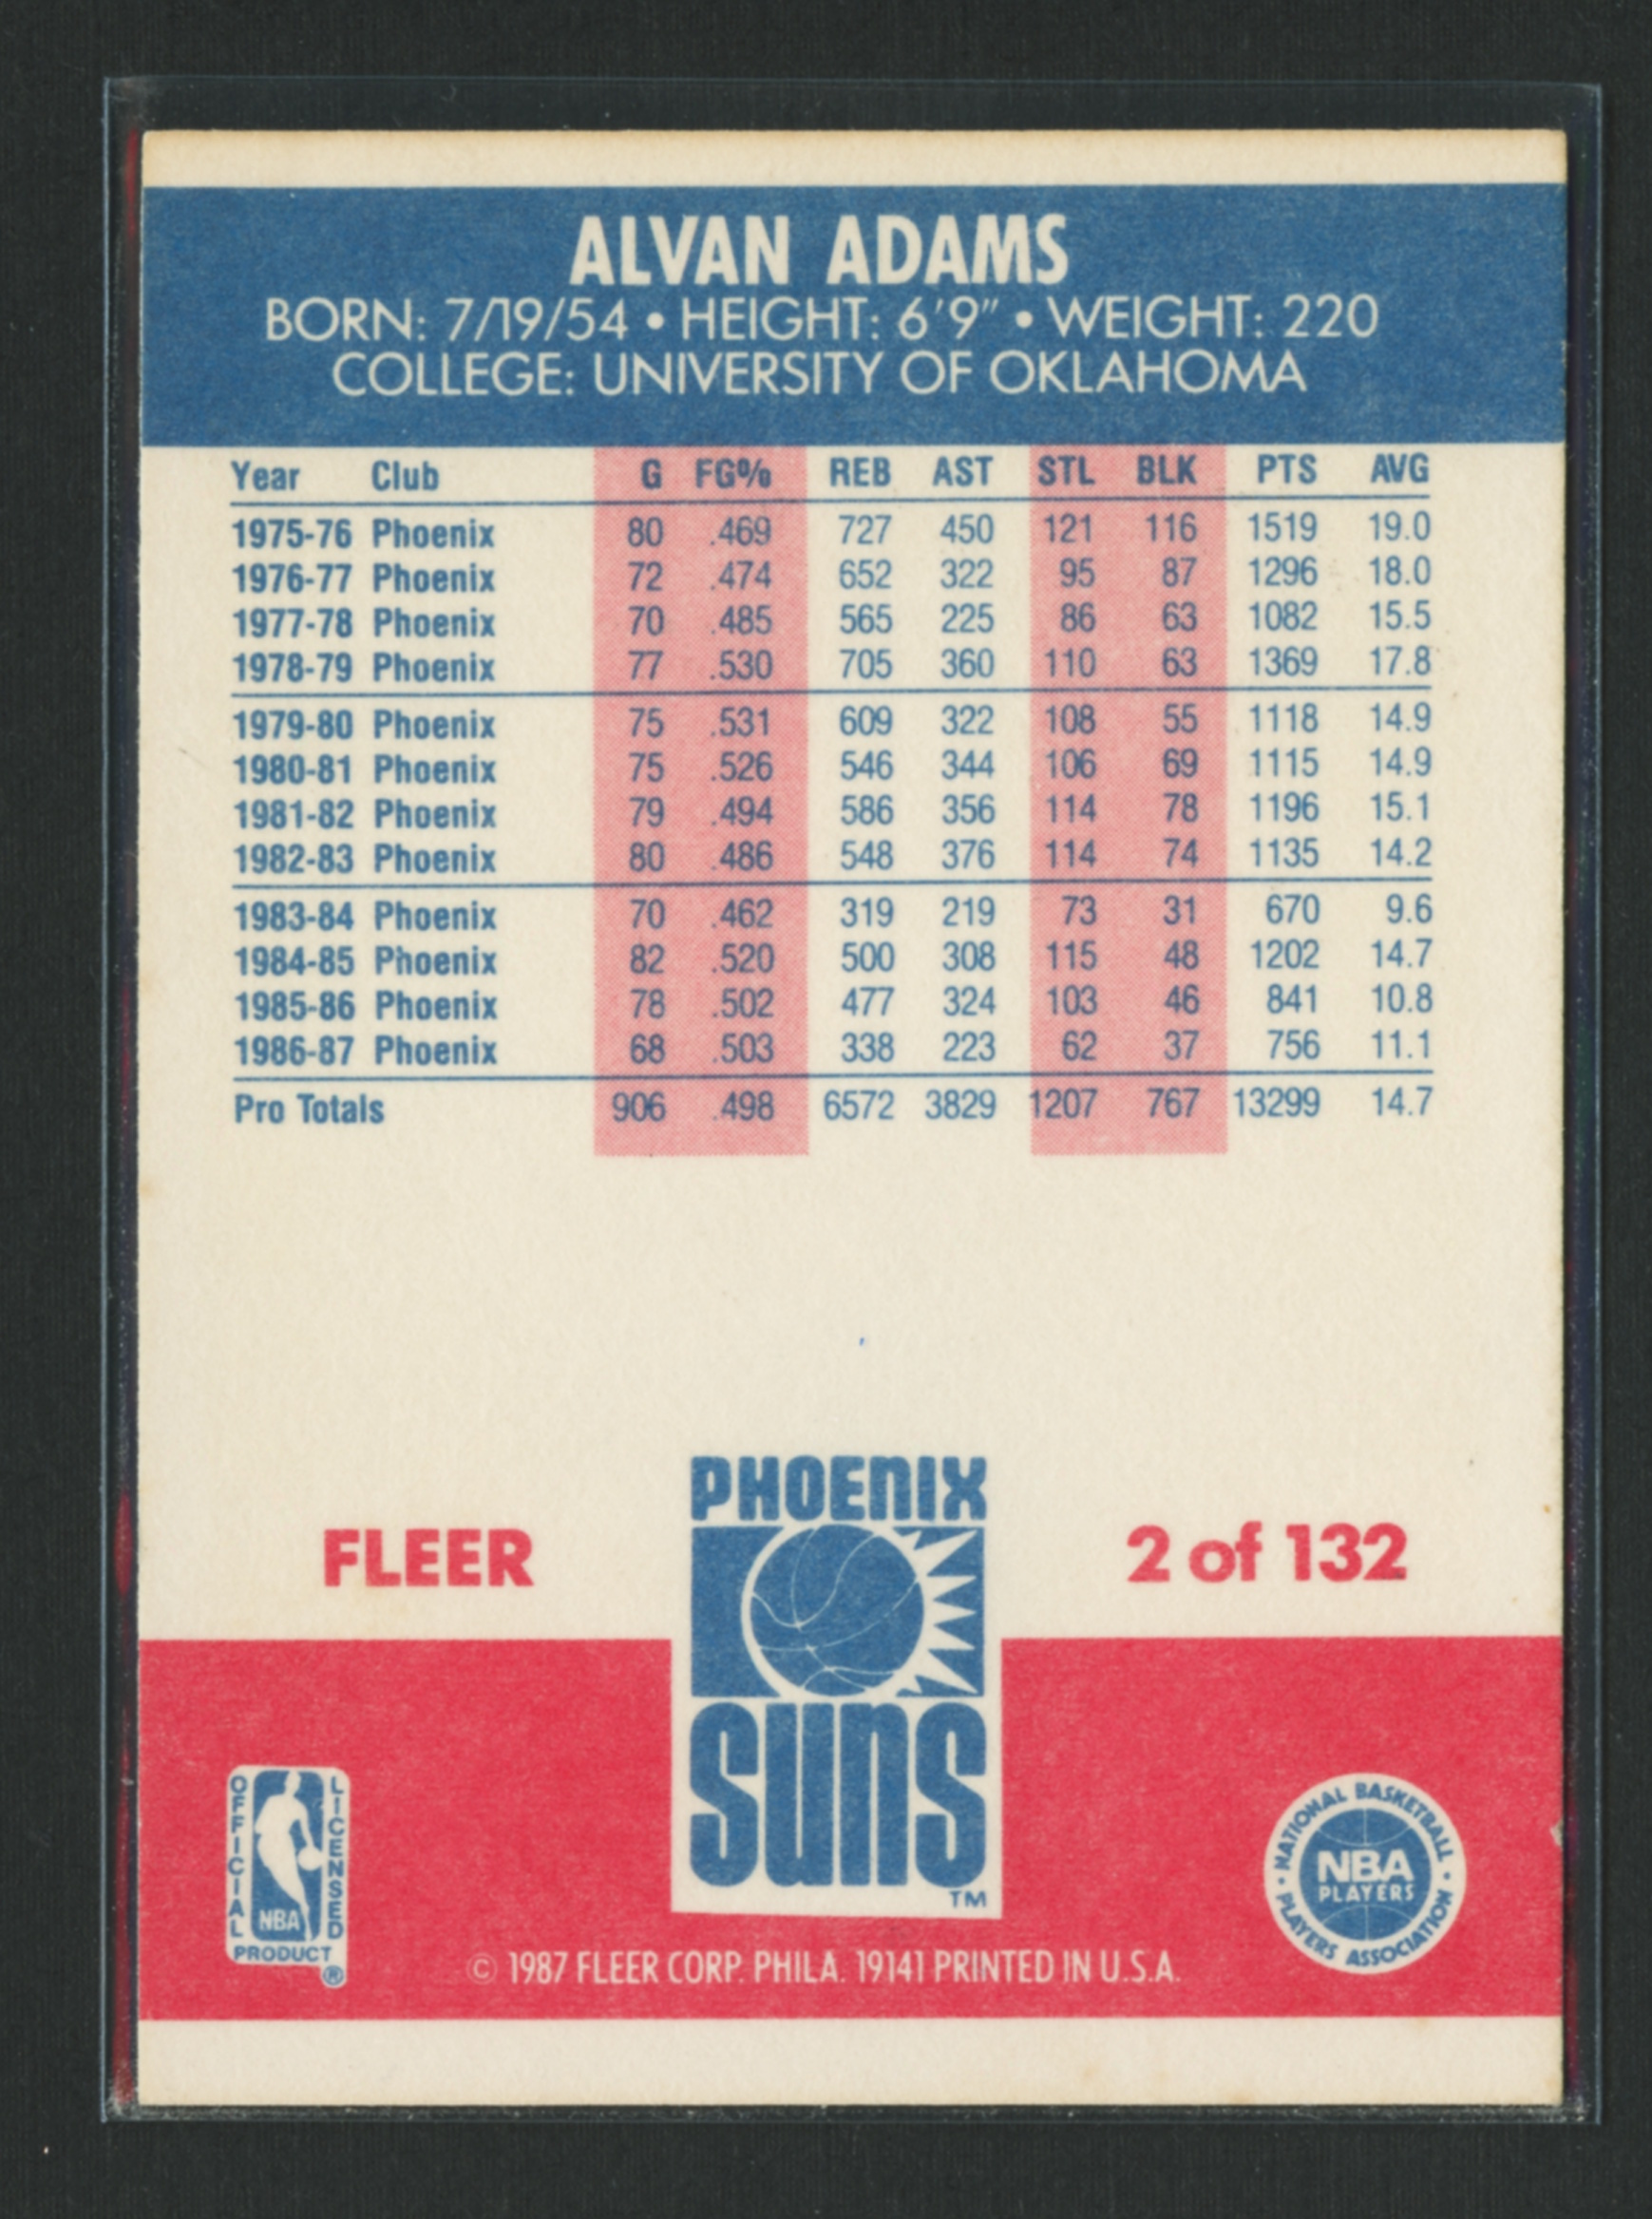 ALVAN ADAMS
BORN: 7/19/54 • HEIGHT: 6'9" • WEIGHT: 220
COLLEGE: UNIVERSITY OF OKLAHOMA
Year Club G FG% REB AST STL BLK PTS AVG
1975-76 Phoenix 80 .469 727 450 121 116 1519 19.0
1976-77 Phoenix 72 .474 652 322 95 87 1296 18.0
1977-78 Phoenix 70 .485 565 225 86 63 1082 15.5
1978-79 Phoenix 77 .530 705 360 110 63 1369 17.8
1979-80 Phoenix 75 .531 609 322 108 55 1118 14.9
1980-81 Phoenix 75 .526 546 344 106 69 1115 14.9
1981-82 Phoenix 79 .494 586 356 114 78 1196 15.1
1982-83 Phoenix 80 .486 548 376 114 74 1135 14.2
1983-84 Phoenix 70 .462 319 219 73 31 670 9.6
1984-85 Phoenix 82 .520 500 308 115 48 1202 14.7
1985-86 Phoenix 78 .502 477 324 103 46 841 10.8
1986-87 Phoenix 68 .503 338 223 62 37 756 11.1
Pro Totals 906 .498 6572 3829 1207 767 13299 14.7
PHOENIX
FLEER
2 of 132
SUNS
TM
OFFICIAL
LICENSED
NBA
PRODUCT
®
NATIONAL BASKETBALL
NBA
PLAYERS
• PLAYERS ASSOCIATION •
© 1987 FLEER CORP. PHILA. 19141 PRINTED IN U.S.A.